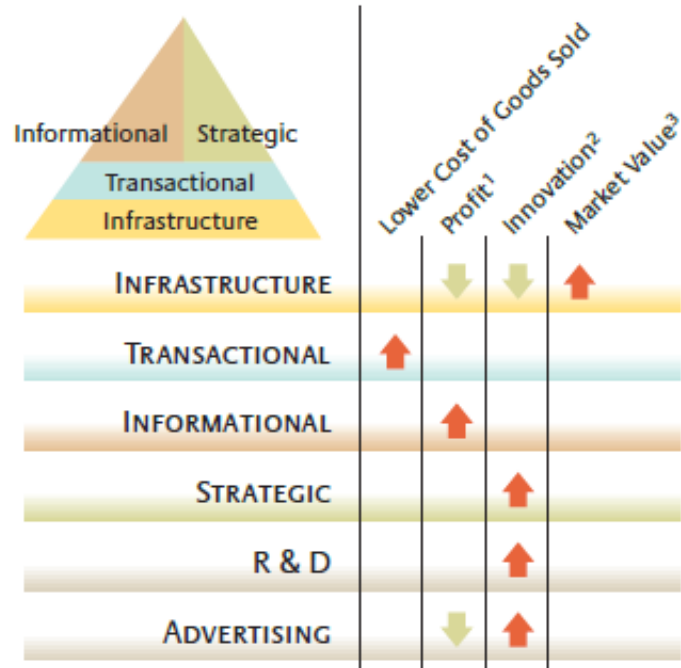 Informational
Strategic
Transactional
Infrastructure
Lower Cost of Goods Sold
Profit¹
Innovation²
Market Value³
INFRASTRUCTURE
TRANSACTIONAL
INFORMATIONAL
STRATEGIC
R & D
ADVERTISING